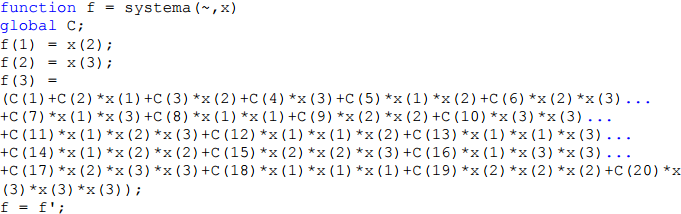 function f = systema(~,x)
global C;
f(1) = x(2);
f(2) = x(3);
f(3) =
(C(1)+C(2)*x(1)+C(3)*x(2)+C(4)*x(3)+C(5)*x(1)*x(2)+C(6)*x(2)*x(3)...
+C(7)*x(1)*x(3)+C(8)*x(1)*x(1)+C(9)*x(2)*x(2)+C(10)*x(3)*x(3)...
+C(11)*x(1)*x(2)*x(3)+C(12)*x(1)*x(1)*x(2)+C(13)*x(1)*x(1)*x(3)...
+C(14)*x(1)*x(2)*x(2)+C(15)*x(2)*x(2)*x(3)+C(16)*x(1)*x(3)*x(3)...
+C(17)*x(2)*x(3)*x(3)+C(18)*x(1)*x(1)*x(1)+C(19)*x(2)*x(2)*x(2)+C(20)*x
(3)*x(3)*x(3));
f = f';